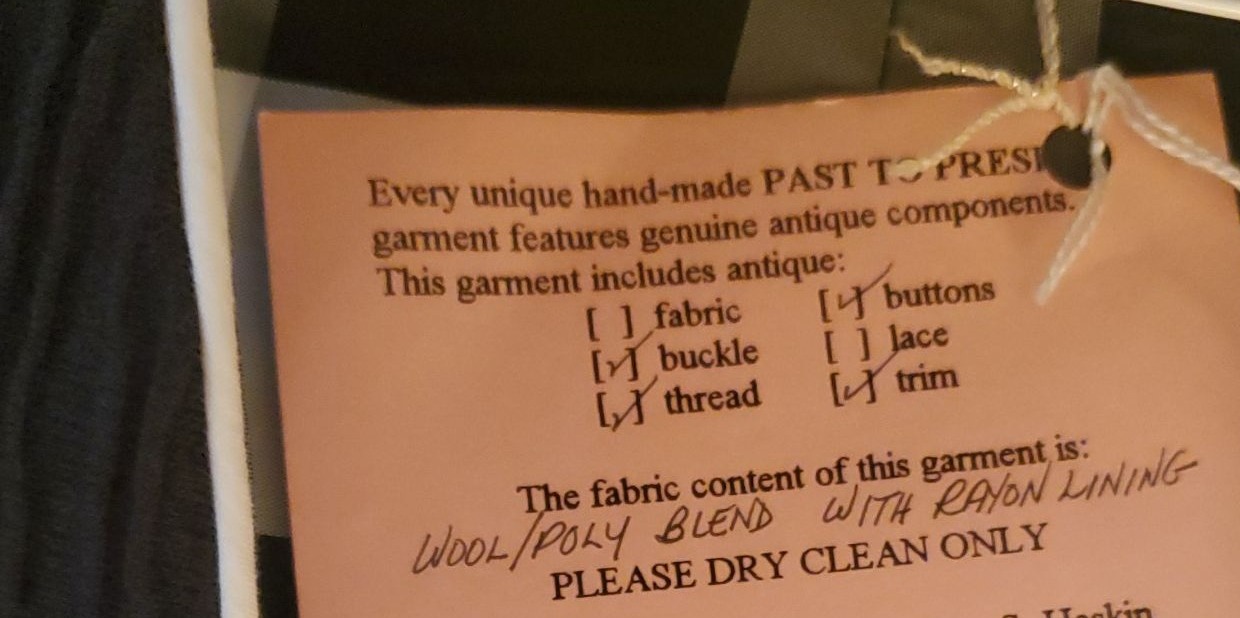 Every unique hand-made PAST TO PRES
garment features genuine antique components.
This garment includes antique:
[ ] fabric [✓] buttons
[✓] buckle [ ] lace
[✓] thread [✓] trim
The fabric content of this garment is:
WOOL/POLY BLEND WITH RAYON LINING
PLEASE DRY CLEAN ONLY